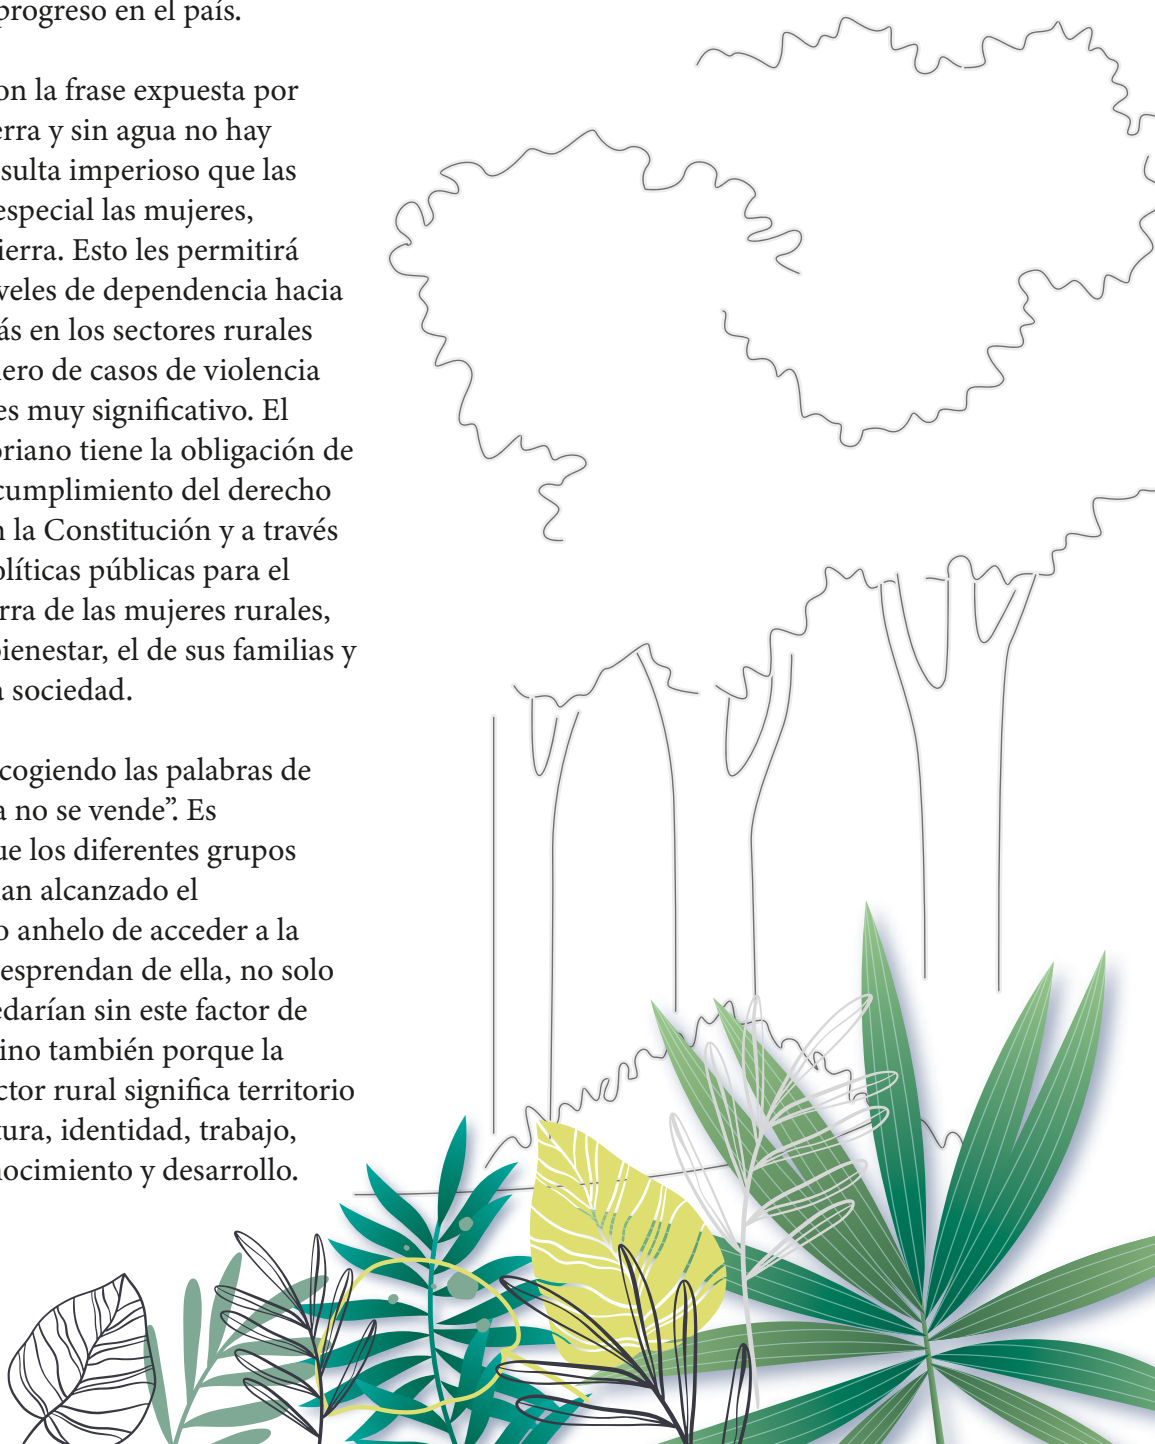 progreso en el país.
on la frase expuesta por
erra y sin agua no hay
sulta imperioso que las
especial las mujeres,
ierra. Esto les permitirá
veles de dependencia hacia
ás en los sectores rurales
ero de casos de violencia
es muy significativo. El
oriano tiene la obligación de
cumplimiento del derecho
n la Constitución y a través
olíticas públicas para el
rra de las mujeres rurales,
bienestar, el de sus familias y
a sociedad.
cogiendo las palabras de
a no se vende”. Es
ue los diferentes grupos
an alcanzado el
o anhelo de acceder a la
esprendan de ella, no solo
edarían sin este factor de
ino también porque la
ctor rural significa territorio
tura, identidad, trabajo,
nocimiento y desarrollo.